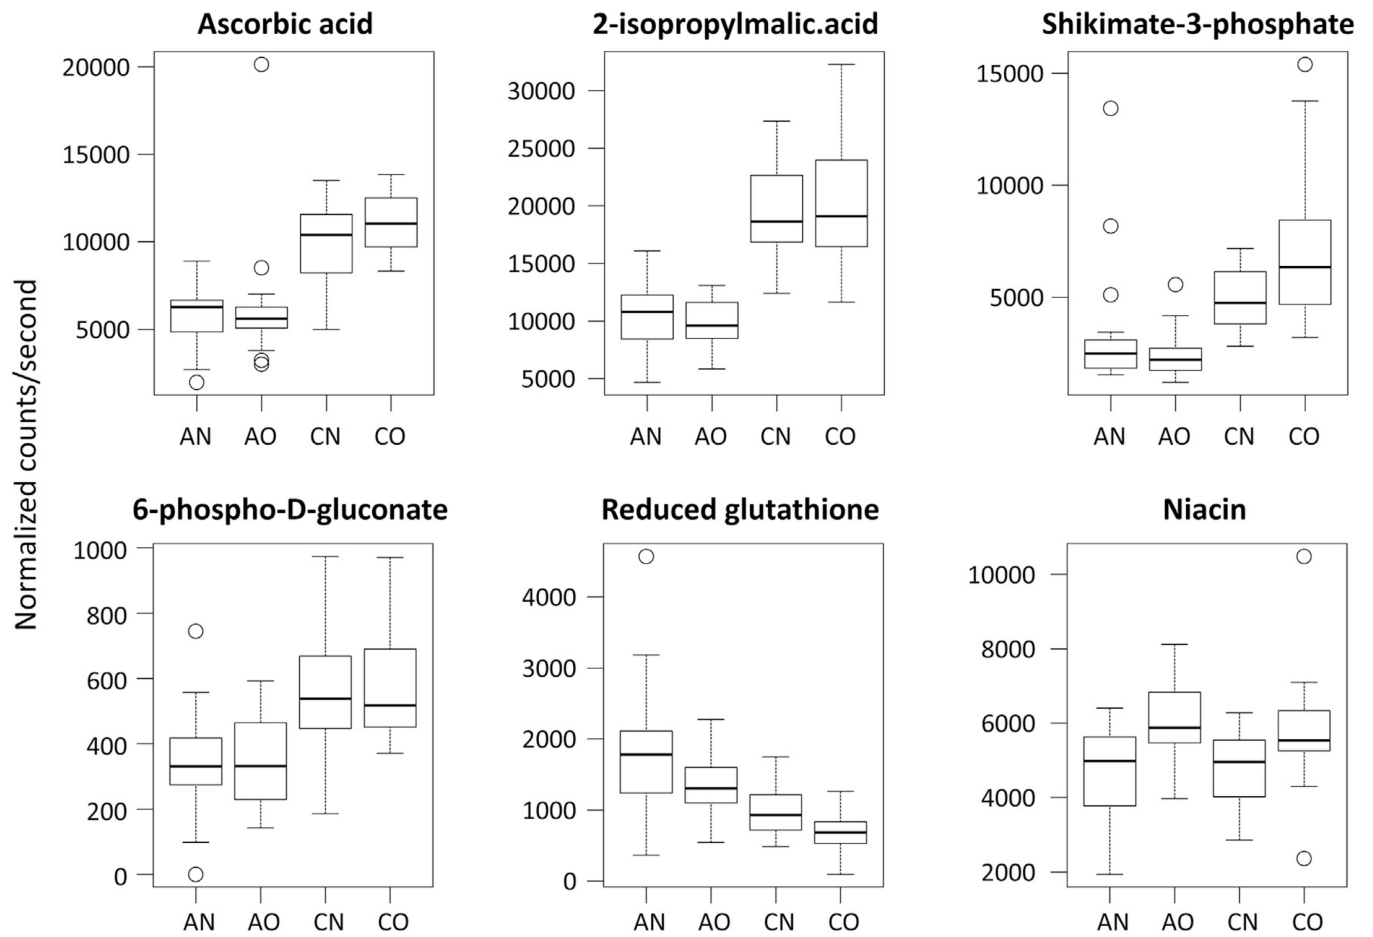 Ascorbic acid
2-isopropylmalic.acid
Shikimate-3-phosphate
Normalized counts/second
20000
15000
10000
5000
AN AO CN CO
30000
25000
20000
15000
10000
5000
AN AO CN CO
15000
10000
5000
AN AO CN CO
6-phospho-D-gluconate
Reduced glutathione
Niacin
1000
800
600
400
200
0
AN AO CN CO
4000
3000
2000
1000
0
AN AO CN CO
10000
8000
6000
4000
2000
AN AO CN CO